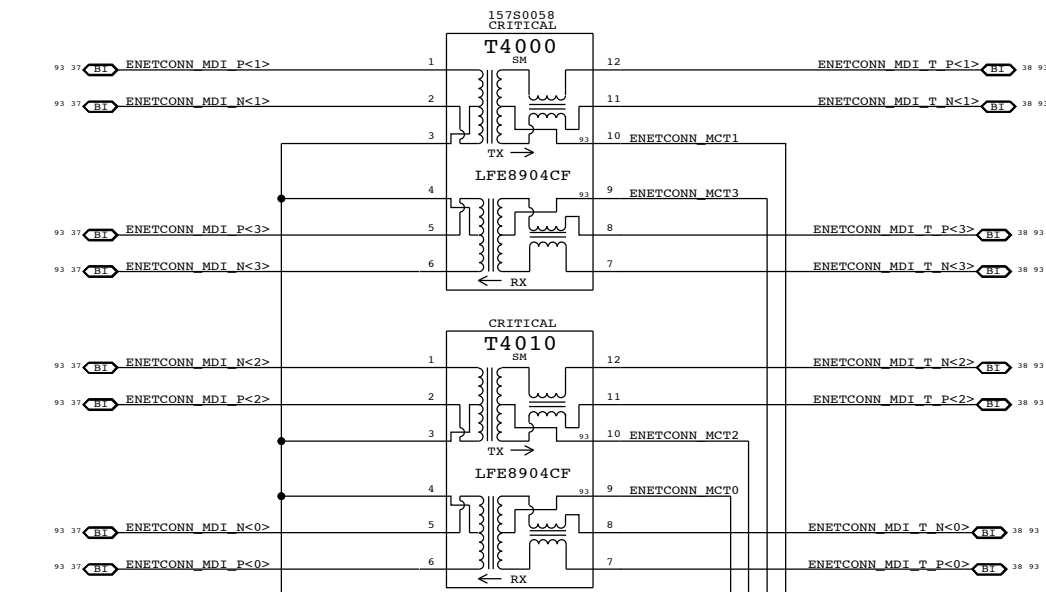 157S0058
CRITICAL
T4000
SM
93 37 BI ENETCONN_MDI_P<1> 1 12 ENETCONN_MDI_T_P<1> BI 38 93
93 37 BI ENETCONN_MDI_N<1> 2 11 ENETCONN_MDI_T_N<1> BI 38 93
3 93 10 ENETCONN_MCT1
TX
LFE8904CF
4 93 9 ENETCONN_MCT3
93 37 BI ENETCONN_MDI_P<3> 5 8 ENETCONN_MDI_T_P<3> BI 38 93
93 37 BI ENETCONN_MDI_N<3> 6 7 ENETCONN_MDI_T_N<3> BI 38 93
RX
CRITICAL
T4010
SM
93 37 BI ENETCONN_MDI_N<2> 1 12 ENETCONN_MDI_T_N<2> BI 38 93
93 37 BI ENETCONN_MDI_P<2> 2 11 ENETCONN_MDI_T_P<2> BI 38 93
3 93 10 ENETCONN_MCT2
TX
LFE8904CF
4 93 9 ENETCONN_MCT0
93 37 BI ENETCONN_MDI_N<0> 5 8 ENETCONN_MDI_T_N<0> BI 38 93
93 37 BI ENETCONN_MDI_P<0> 6 7 ENETCONN_MDI_T_P<0> BI 38 93
RX